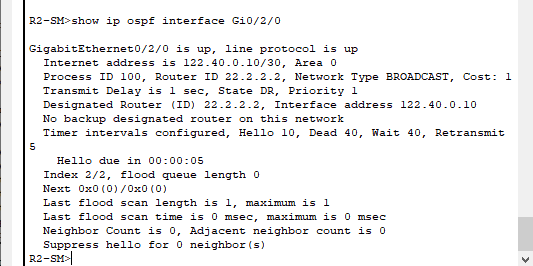 R2-SM>show ip ospf interface Gi0/2/0
GigabitEthernet0/2/0 is up, line protocol is up
Internet address is 122.40.0.10/30, Area 0
Process ID 100, Router ID 22.2.2.2, Network Type BROADCAST, Cost: 1
Transmit Delay is 1 sec, State DR, Priority 1
Designated Router (ID) 22.2.2.2, Interface address 122.40.0.10
No backup designated router on this network
Timer intervals configured, Hello 10, Dead 40, Wait 40, Retransmit
5
Hello due in 00:00:05
Index 2/2, flood queue length 0
Next 0x0(0)/0x0(0)
Last flood scan length is 1, maximum is 1
Last flood scan time is 0 msec, maximum is 0 msec
Neighbor Count is 0, Adjacent neighbor count is 0
Suppress hello for 0 neighbor(s)
R2-SM>